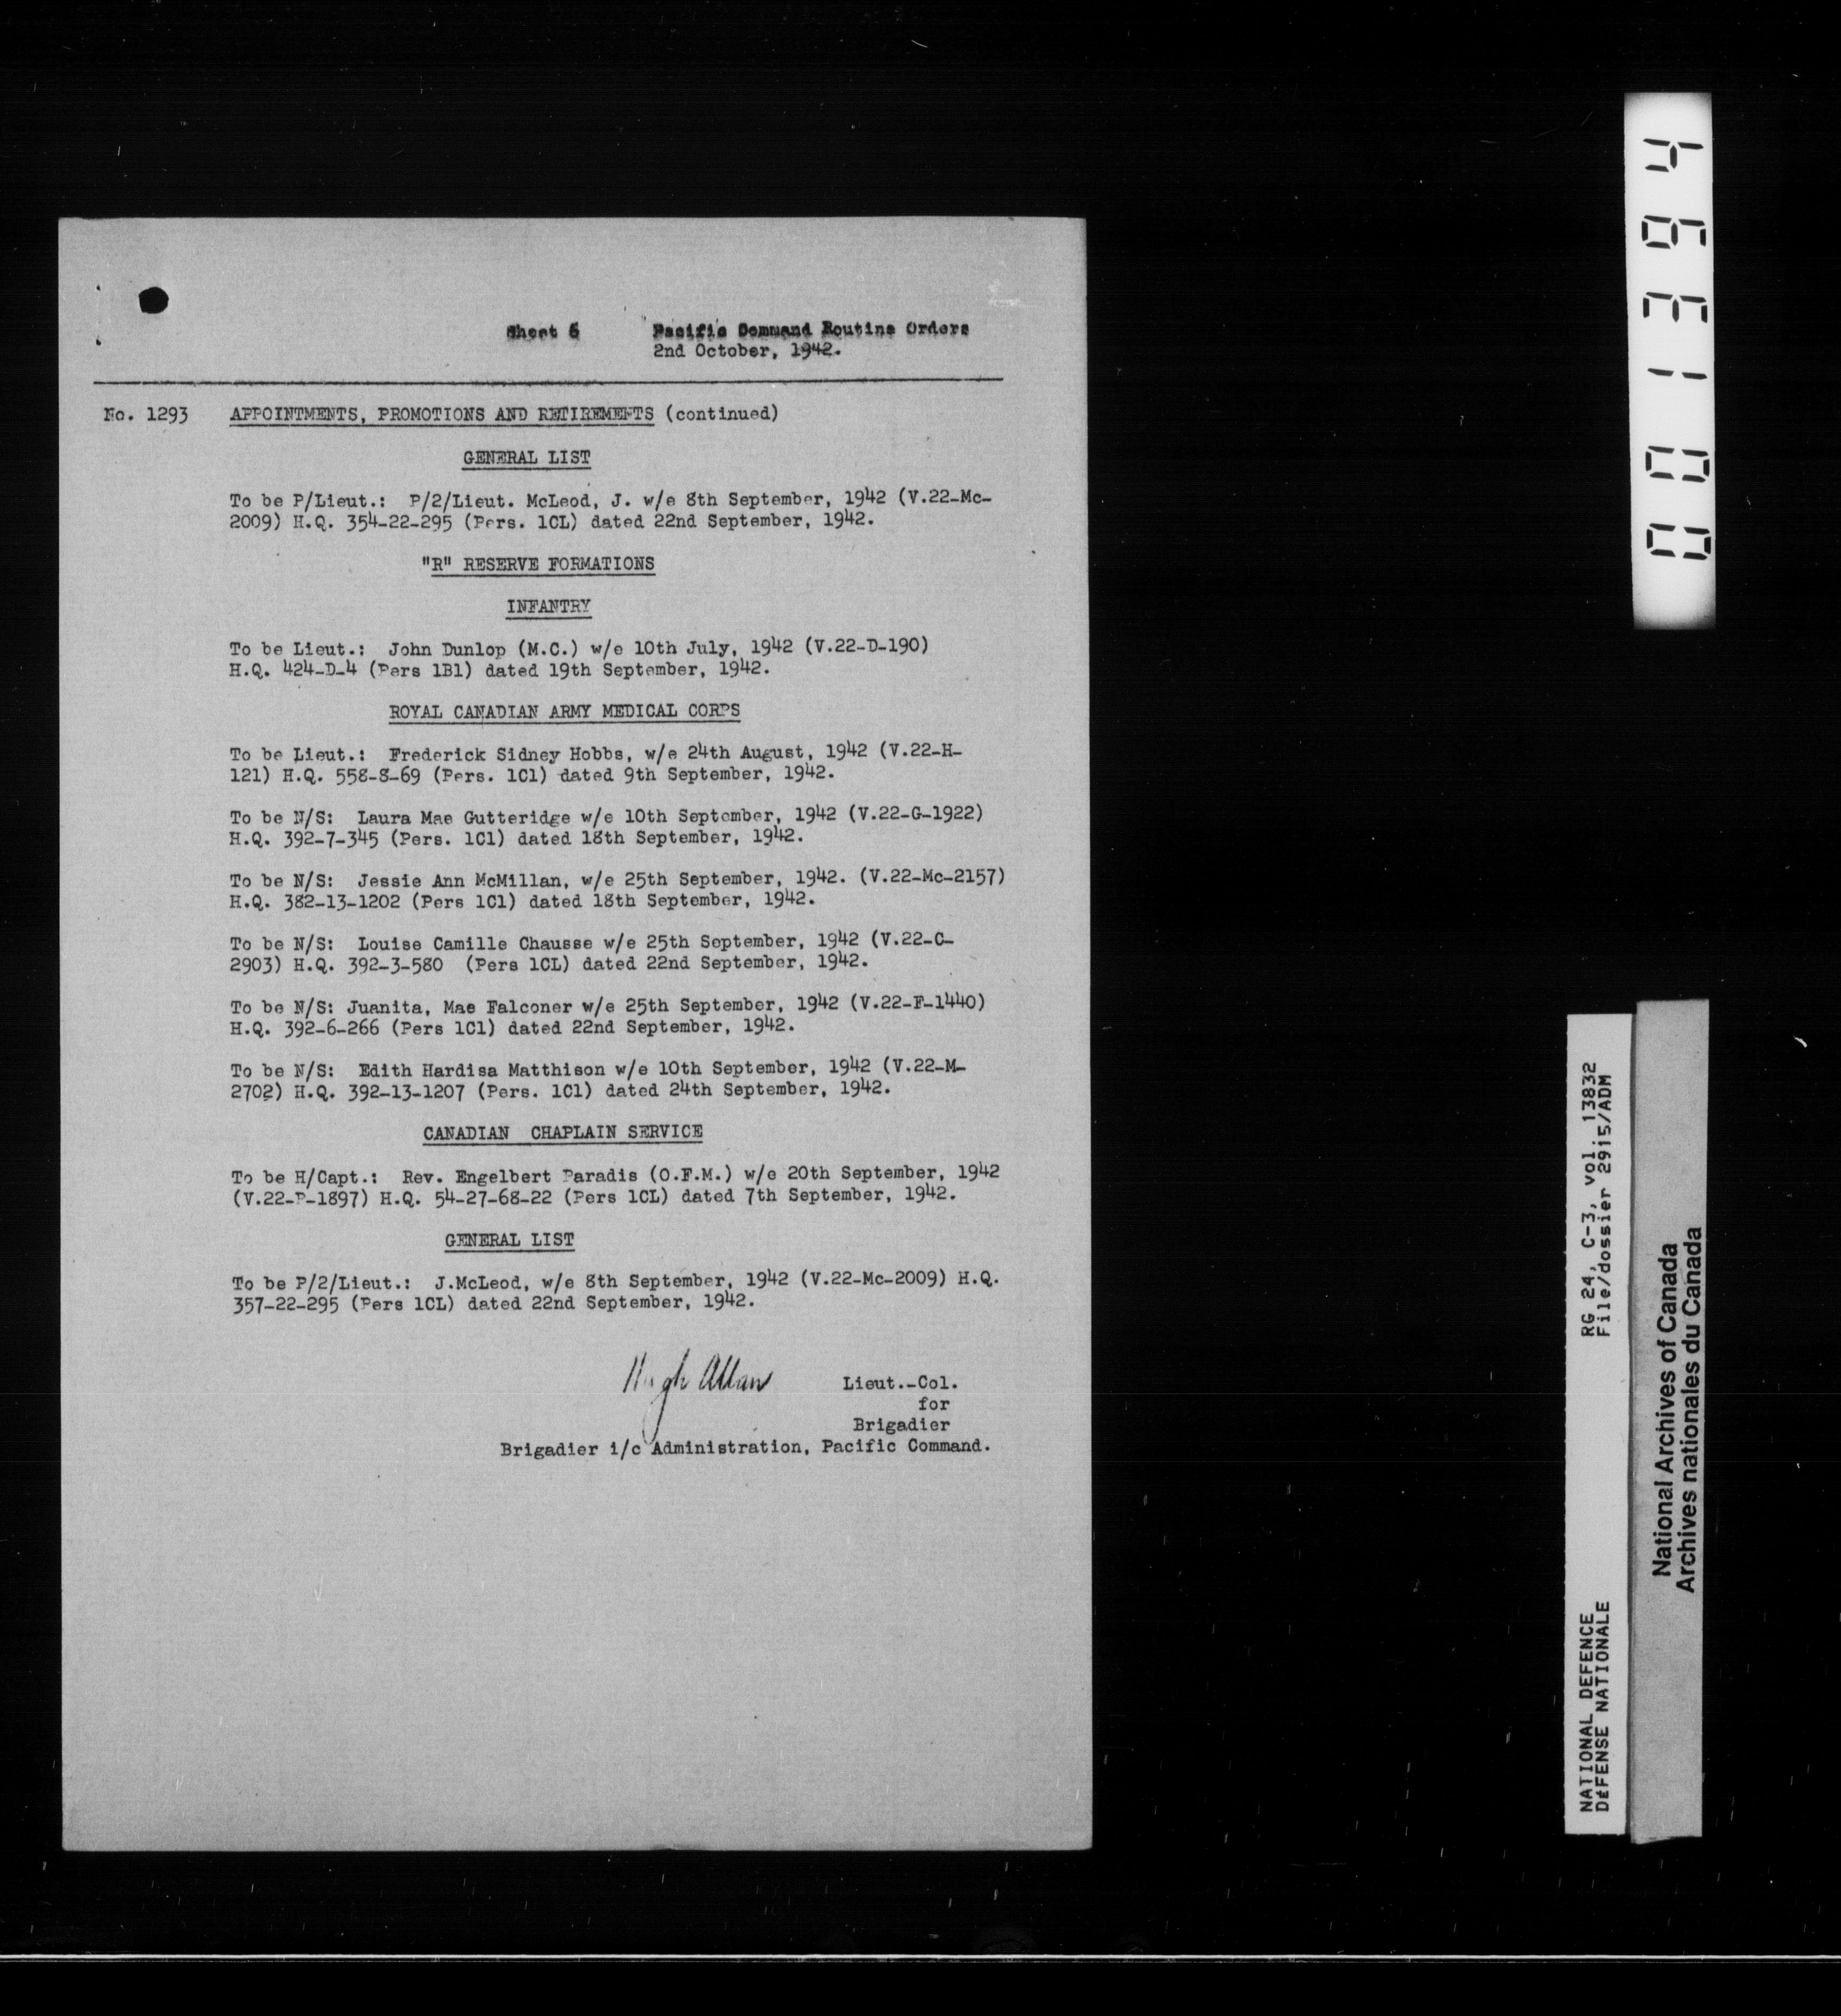 Sheet 6 Pacific Command Routine Orders
2nd October, 1942.
No. 1293 APPOINTMENTS, PROMOTIONS AND RETIREMENTS (continued)
GENERAL LIST
To be P/Lieut.: P/2/Lieut. McLeod, J. w/e 8th September, 1942 (V.22-Mc-
2009) H.Q. 354-22-295 (Pers. 1CL) dated 22nd September, 1942.
"R" RESERVE FORMATIONS
INFANTRY
To be Lieut.: John Dunlop (M.C.) w/e 10th July, 1942 (V.22-D-190)
H.Q. 424-D-4 (Pers 1B1) dated 19th September, 1942.
ROYAL CANADIAN ARMY MEDICAL CORPS
To be Lieut.: Frederick Sidney Hobbs, w/e 24th August, 1942 (V.22-H-
121) H.Q. 558-8-69 (Pers. 1C1) dated 9th September, 1942.
To be N/S: Laura Mae Gutteridge w/e 10th September, 1942 (V.22-G-1922)
H.Q. 392-7-345 (Pers. 1C1) dated 18th September, 1942.
To be N/S: Jessie Ann McMillan, w/e 25th September, 1942. (V.22-Mc-2157)
H.Q. 382-13-1202 (Pers 1C1) dated 18th September, 1942.
To be N/S: Louise Camille Chausse w/e 25th September, 1942 (V.22-C-
2903) H.Q. 392-3-580 (Pers 1CL) dated 22nd September, 1942.
To be N/S: Juanita, Mae Falconer w/e 25th September, 1942 (V.22-F-1440)
H.Q. 392-6-266 (Pers 1C1) dated 22nd September, 1942.
To be N/S: Edith Hardisa Matthison w/e 10th September, 1942 (V.22-M-
2702) H.Q. 392-13-1207 (Pers. 1C1) dated 24th September, 1942.
CANADIAN CHAPLAIN SERVICE
To be H/Capt.: Rev. Engelbert Paradis (O.F.M.) w/e 20th September, 1942
(V.22-P-1897) H.Q. 54-27-68-22 (Pers 1CL) dated 7th September, 1942.
GENERAL LIST
To be P/2/Lieut.: J.McLeod, w/e 8th September, 1942 (V.22-Mc-2009) H.Q.
357-22-295 (Pers 1CL) dated 22nd September, 1942.
Hugh Allan Lieut.-Col.
for
Brigadier
Brigadier i/c Administration, Pacific Command.
001394
NATIONAL DEFENCE RG 24, C-3, vol. 13832
DéFENSE NATIONALE File/dossier 2915/ADM
National Archives of Canada
Archives nationales du Canada